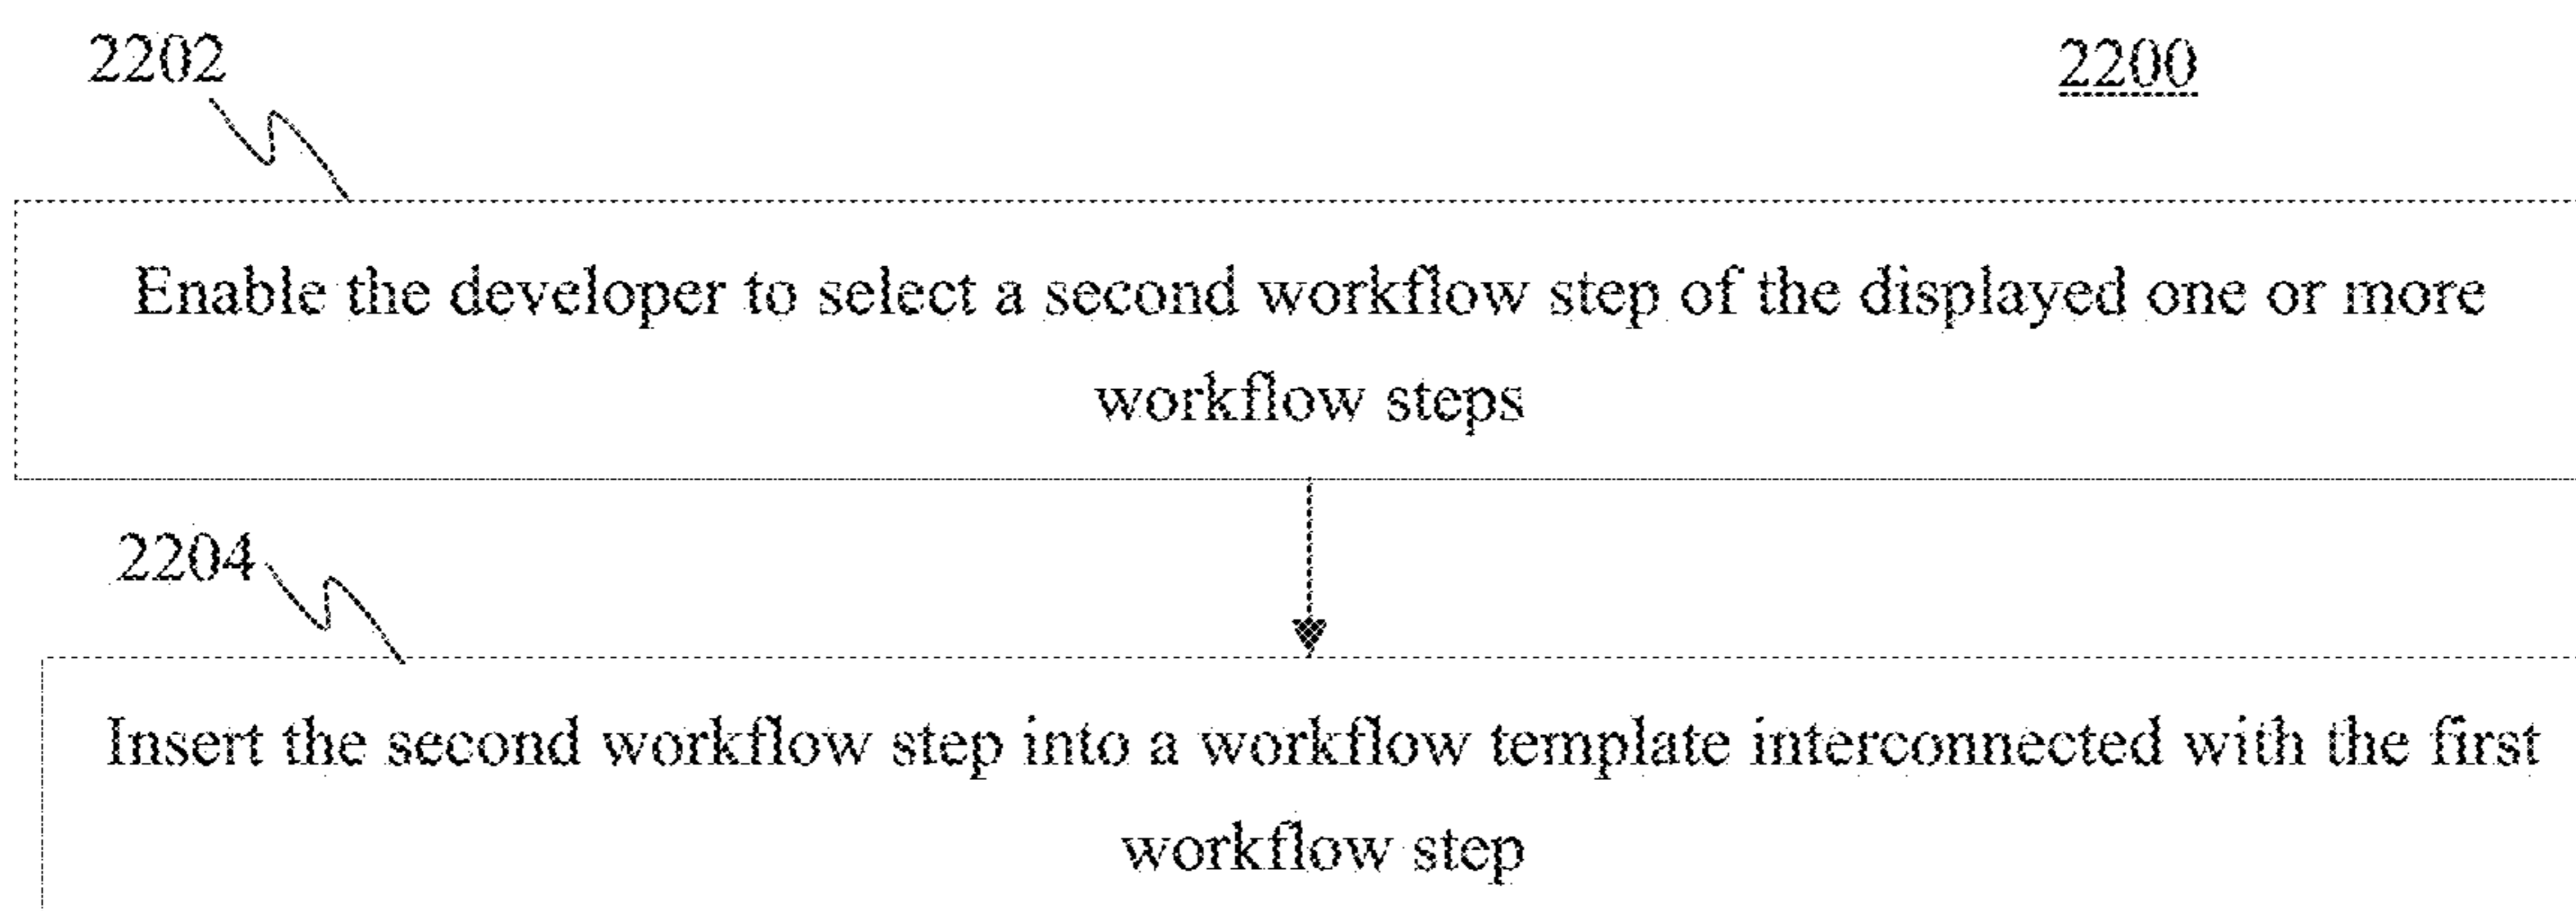 2202
2200
Enable the developer to select a second workflow step of the displayed one or more
workflow steps
2204
Insert the second workflow step into a workflow template interconnected with the first
workflow step